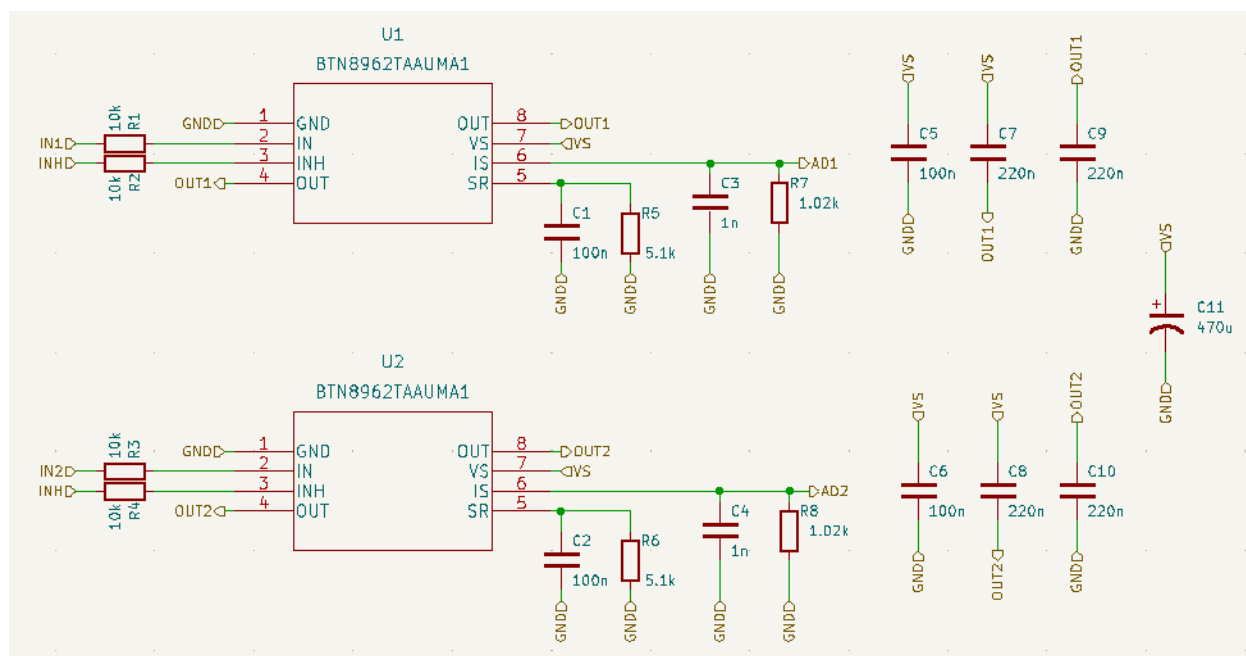 U1
BTN8962TAAUMA1
10k
R1
IN1
INH
10k
R2
GND
OUT1
1
2
3
4
GND
IN
INH
OUT
OUT
VS
IS
SR
8
7
6
5
OUT1
VS
AD1
C1
100n
GND
R5
5.1k
GND
C3
1n
GND
R7
1.02k
GND
VS
C5
100n
GND
VS
C7
220n
OUT1
OUT1
C9
220n
GND
VS
+
C11
470u
GND
U2
BTN8962TAAUMA1
10k
R3
IN2
INH
10k
R4
GND
OUT2
1
2
3
4
GND
IN
INH
OUT
OUT
VS
IS
SR
8
7
6
5
OUT2
VS
AD2
C2
100n
GND
R6
5.1k
GND
C4
1n
GND
R8
1.02k
GND
VS
C6
100n
GND
VS
C8
220n
OUT2
OUT2
C10
220n
GND